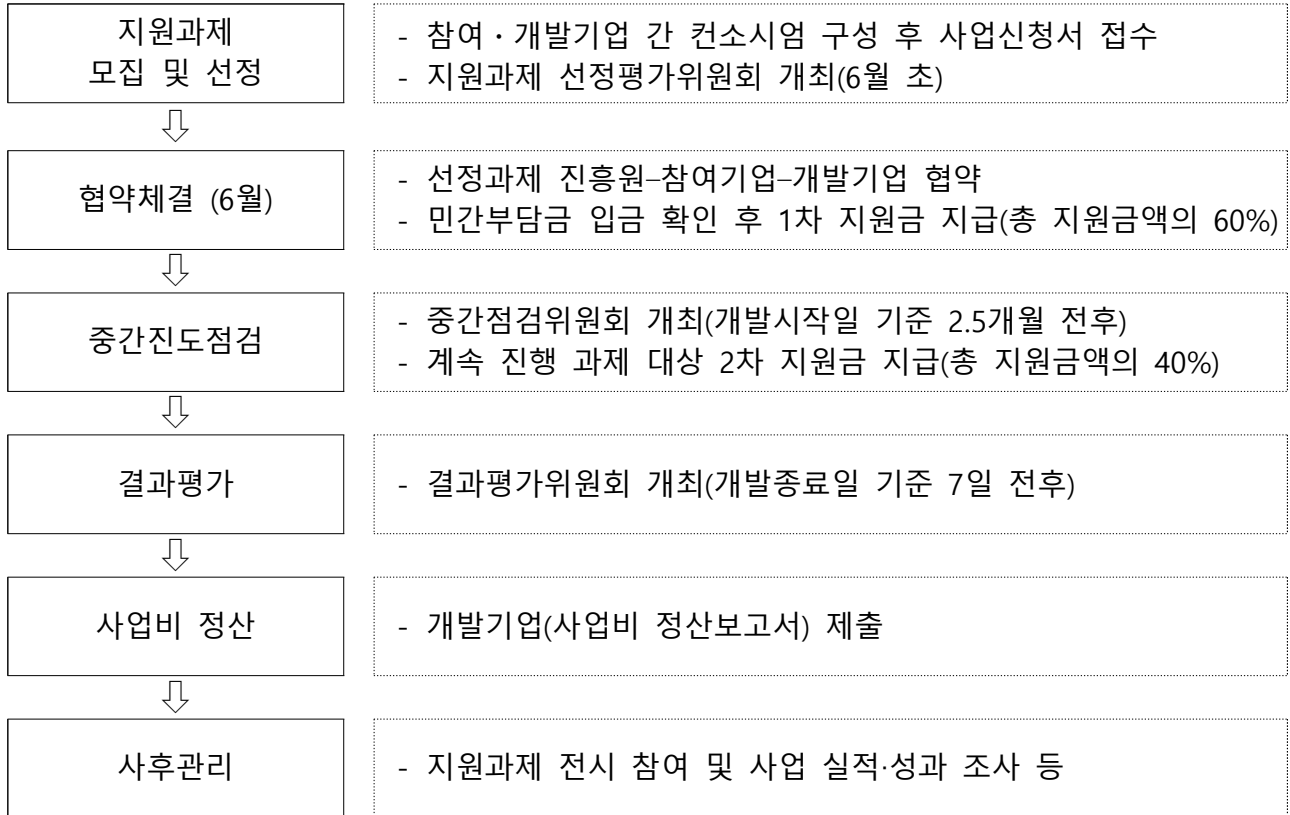 지원과제
모집 및 선정
- 참여・개발기업 간 컨소시엄 구성 후 사업신청서 접수
- 지원과제 선정평가위원회 개최(6월 초)
협약체결 (6월)
- 선정과제 진흥원–참여기업–개발기업 협약
- 민간부담금 입금 확인 후 1차 지원금 지급(총 지원금액의 60%)
중간진도점검
- 중간점검위원회 개최(개발시작일 기준 2.5개월 전후)
- 계속 진행 과제 대상 2차 지원금 지급(총 지원금액의 40%)
결과평가
- 결과평가위원회 개최(개발종료일 기준 7일 전후)
사업비 정산
- 개발기업(사업비 정산보고서) 제출
사후관리
- 지원과제 전시 참여 및 사업 실적·성과 조사 등